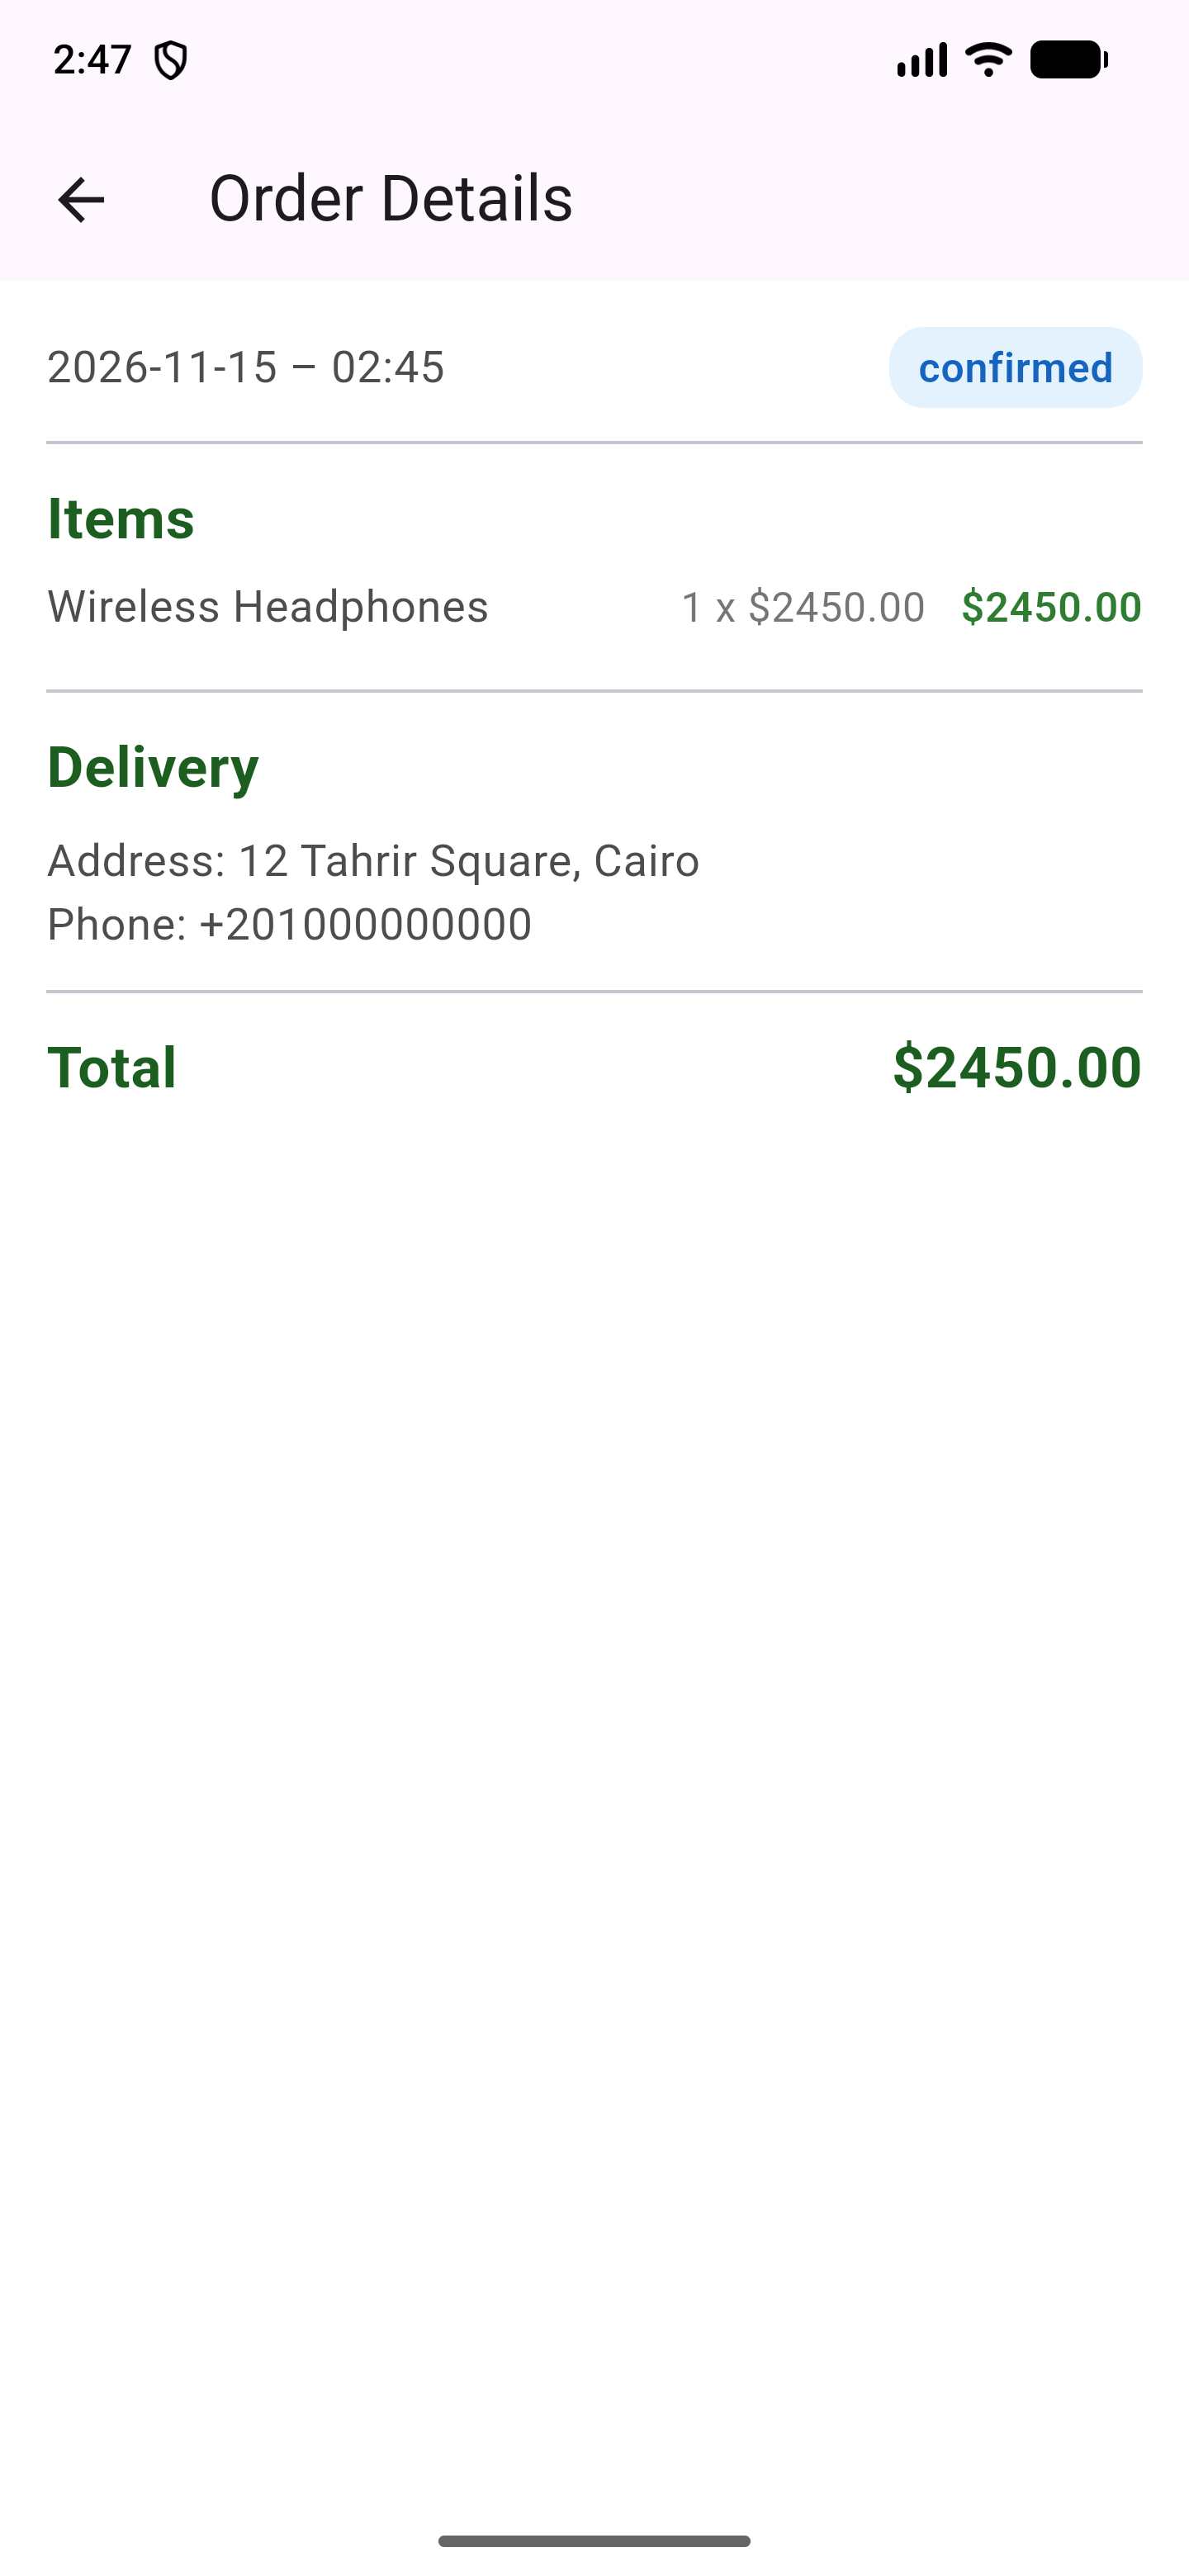 2:47
Order Details
2026-11-15 – 02:45 confirmed
Items
Wireless Headphones 1 x $2450.00 $2450.00
Delivery
Address: 12 Tahrir Square, Cairo
Phone: +201000000000
Total $2450.00